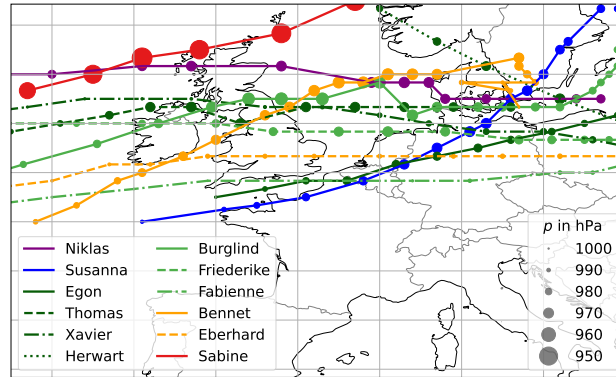 p in hPa
1000
990
980
970
960
950
Niklas
Susanna
Egon
Thomas
Xavier
Herwart
Burglind
Friederike
Fabienne
Bennet
Eberhard
Sabine